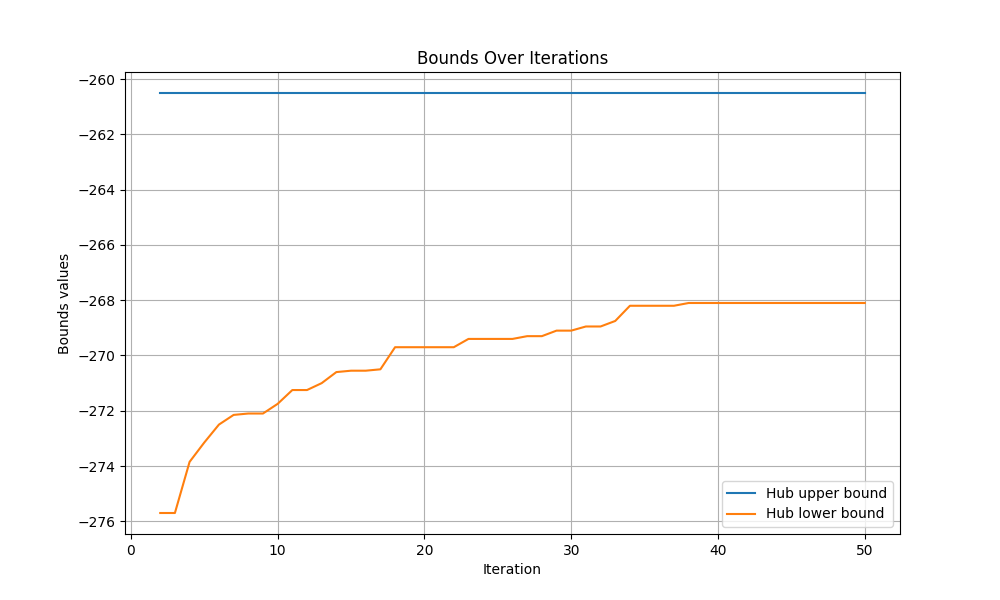 Bounds Over Iterations
Bounds values
−260
−262
−264
−266
−268
−270
−272
−274
−276
0 10 20 30 40 50
Iteration
Hub upper bound
Hub lower bound